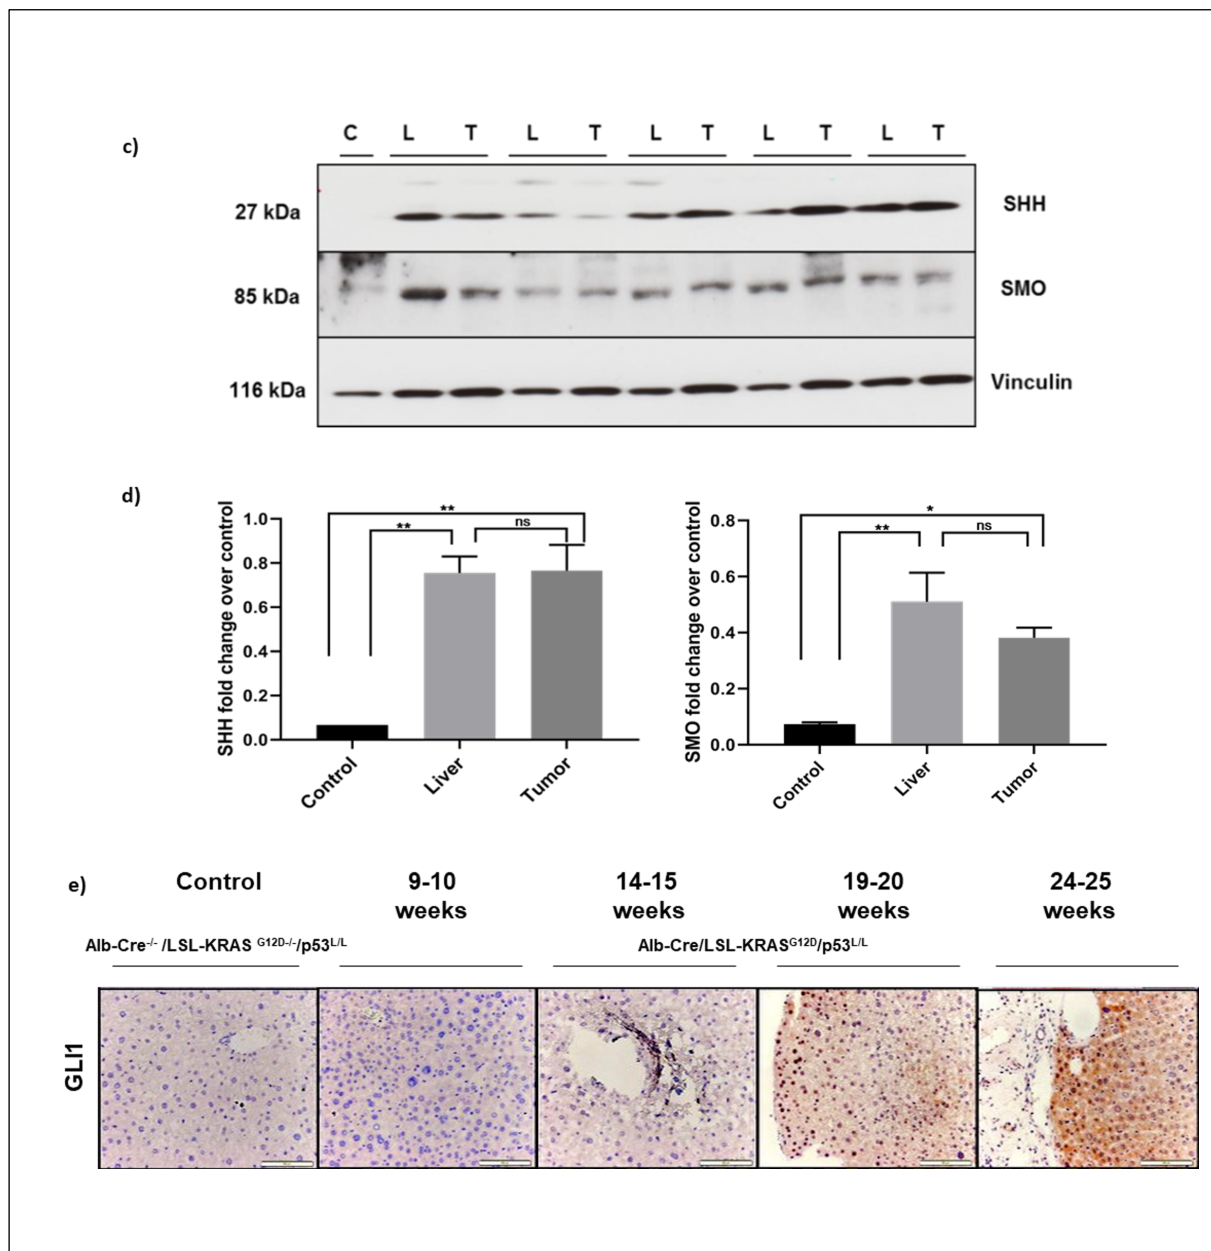 c)
C L T L T L T L T L T
27 kDa SHH
85 kDa SMO
116 kDa Vinculin
d)
SHH fold change over control
1.0
0.8
0.6
0.4
0.2
0.0
**
**
ns
Control Liver Tumor
SMO fold change over control
0.8
0.6
0.4
0.2
0.0
*
**
ns
Control Liver Tumor
e)
Control 9-10 14-15 19-20 24-25
weeks weeks weeks weeks
Alb-Cre-/- /LSL-KRAS G12D-/-/p53L/L Alb-Cre/LSL-KRASG12D/p53L/L
GLI1